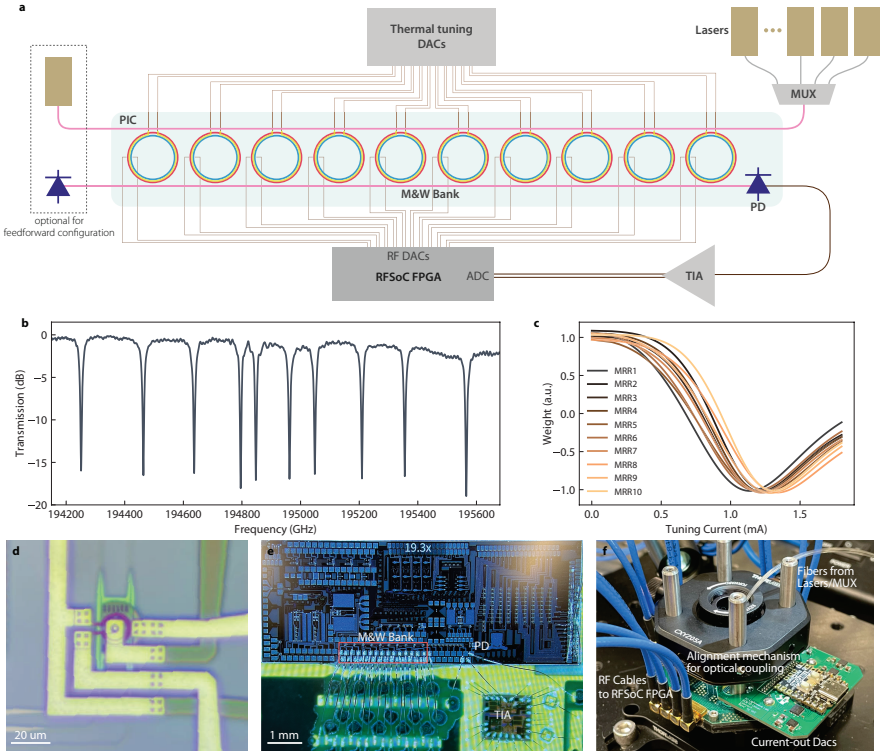 a
Thermal tuning
DACs
Lasers
MUX
PIC
M&W Bank
PD
optional for
feedforward configuration
RF DACs
RFSoC FPGA
ADC
TIA
b
0
−5
−10
−15
−20
Transmission (dB)
194200
194400
194600
194800
195000
195200
195400
195600
Frequency (GHz)
c
1.0
0.5
0.0
−0.5
−1.0
Weight (a.u.)
MRR1
MRR2
MRR3
MRR4
MRR5
MRR6
MRR7
MRR8
MRR9
MRR10
0.0
0.5
1.0
1.5
Tuning Current (mA)
d
20 um
e
19.3x
M&W Bank
PD
TIA
1 mm
f
Fibers from
Lasers/MUX
Alignment mechanism
for optical coupling
RF Cables
to RFSoC FPGA
Current-out Dacs